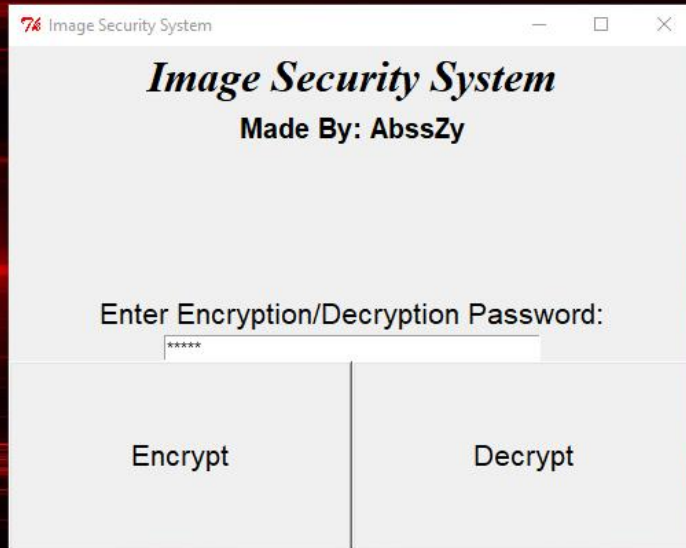 Image Security System
Image Security System
Made By: AbssZy
Enter Encryption/Decryption Password:
*****
Encrypt
Decrypt